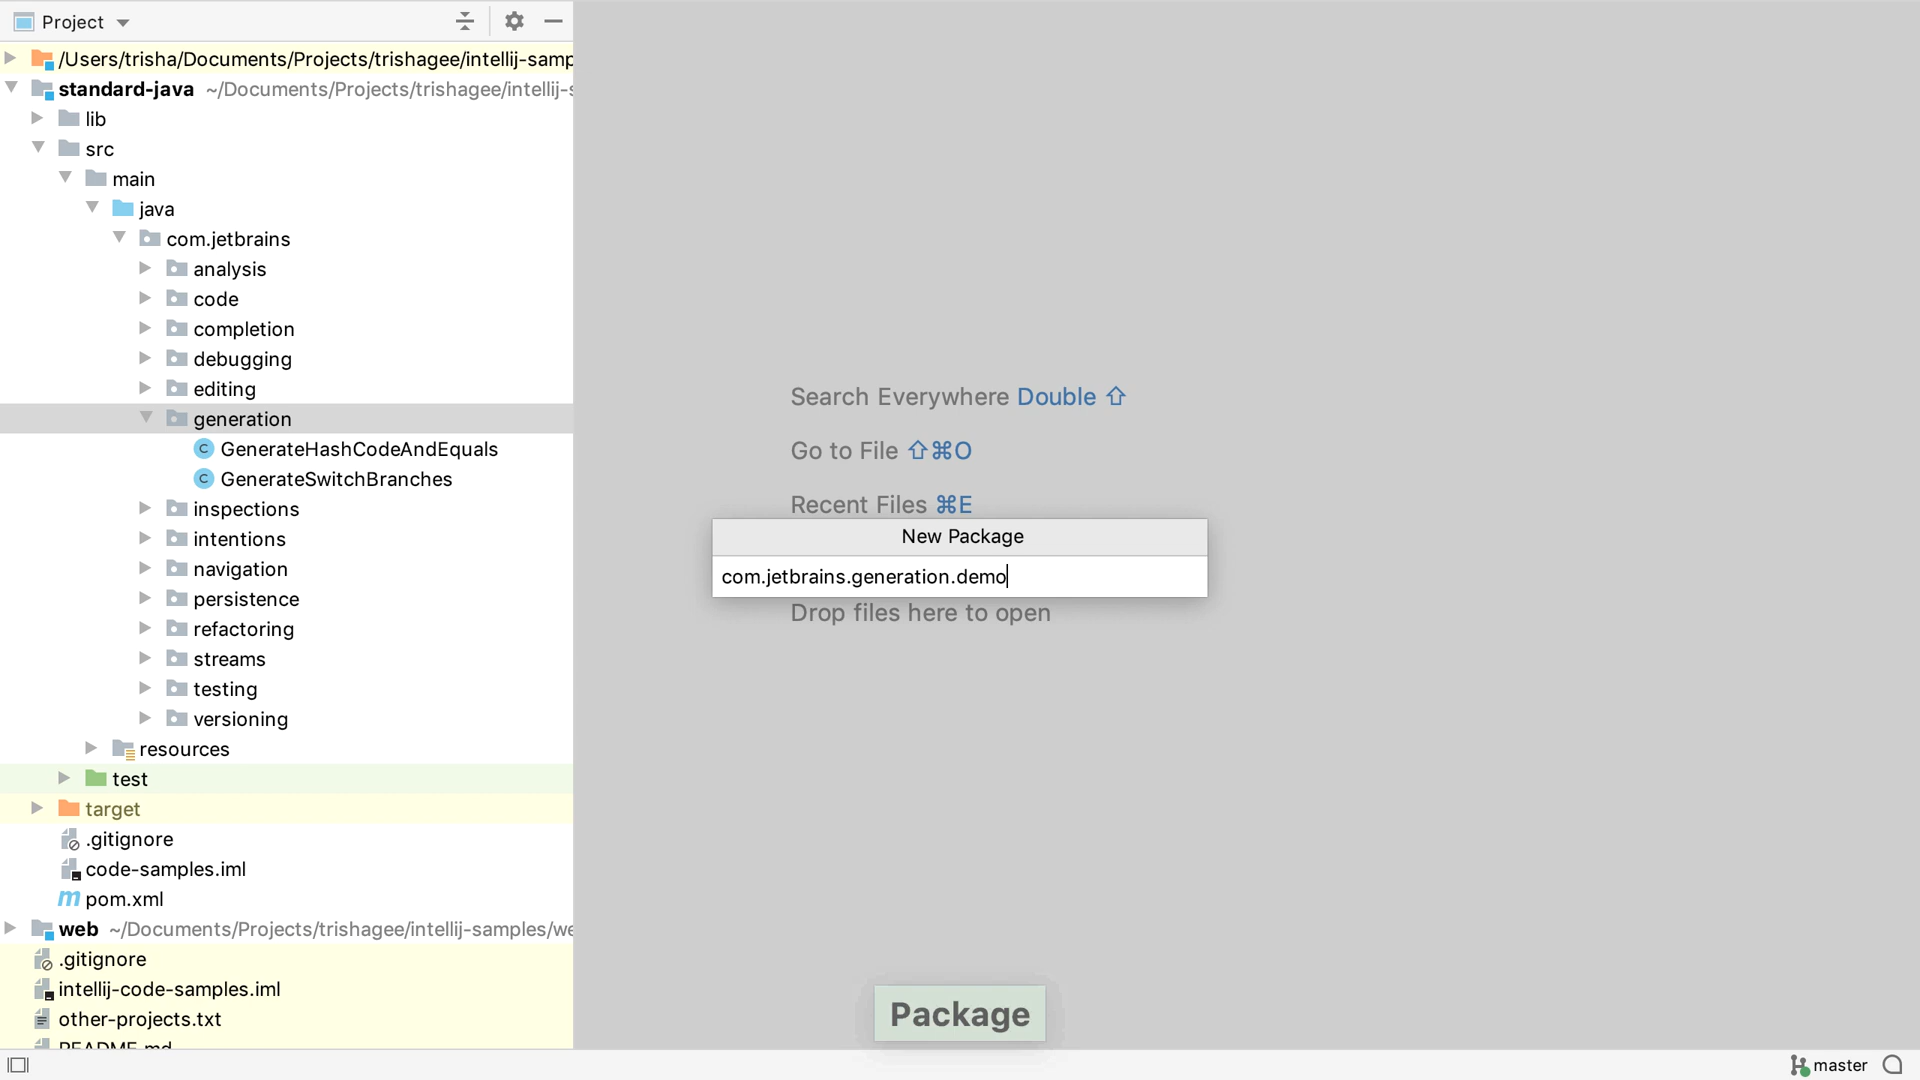 Project
/Users/trisha/Documents/Projects/trishagee/intellij-samp
standard-java ~/Documents/Projects/trishagee/intellij-s
lib
src
main
java
com.jetbrains
analysis
code
completion
debugging
editing
generation
GenerateHashCodeAndEquals
GenerateSwitchBranches
inspections
intentions
navigation
persistence
refactoring
streams
testing
versioning
resources
test
target
.gitignore
code-samples.iml
pom.xml
web ~/Documents/Projects/trishagee/intellij-samples/we
.gitignore
intellij-code-samples.iml
other-projects.txt
README.md
Search Everywhere Double ⇧
Go to File ⇧⌘O
Recent Files ⌘E
New Package
com.jetbrains.generation.demo
Drop files here to open
Package
master